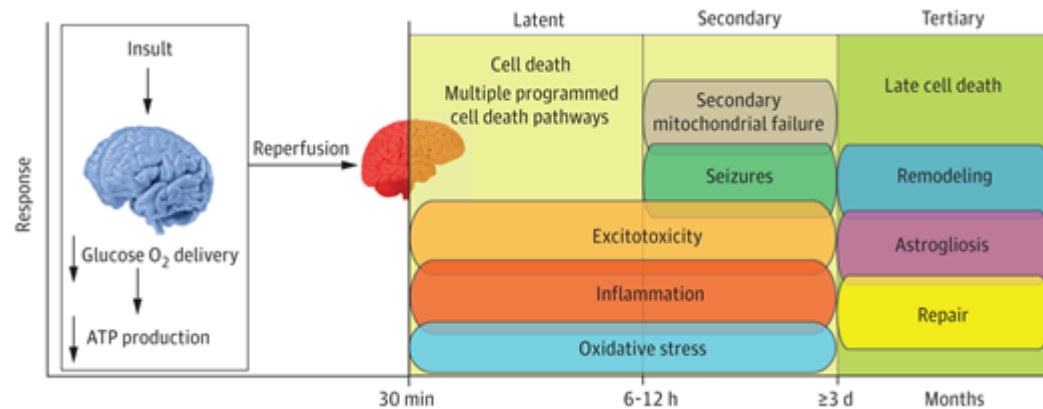 Latent
Secondary
Tertiary
Response
Insult
Glucose O₂ delivery
ATP production
Reperfusion
Cell death
Multiple programmed
cell death pathways
Secondary
mitochondrial failure
Seizures
Excitotoxicity
Inflammation
Oxidative stress
Late cell death
Remodeling
Astrogliosis
Repair
30 min
6-12 h
≥3 d
Months